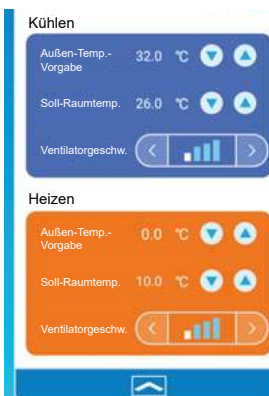 Kühlen
Außen-Temp.-
Vorgabe
32.0 °C
Soll-Raumtemp. 26.0 °C
Ventilatorgeschw.
Heizen
Außen-Temp.-
Vorgabe
0.0 °C
Soll-Raumtemp. 10.0 °C
Ventilatorgeschw.